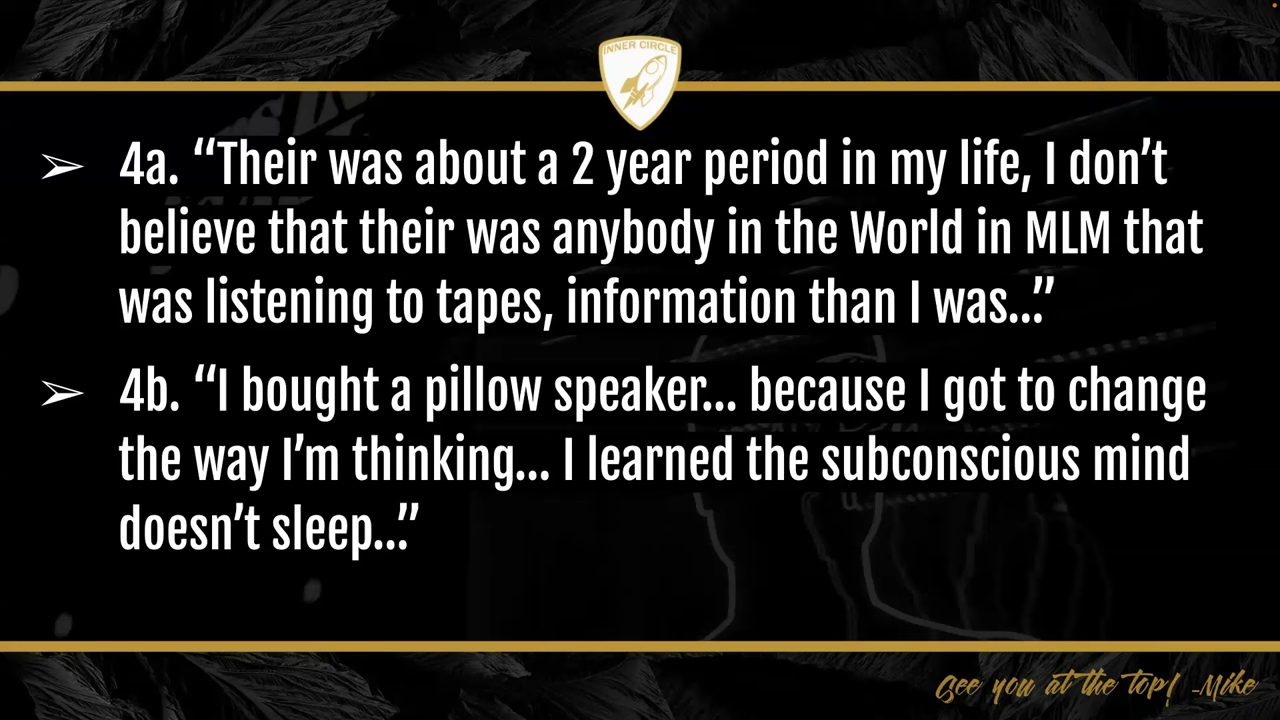 INNER CIRCLE
➢ 4a. “Their was about a 2 year period in my life, I don’t
believe that their was anybody in the World in MLM that
was listening to tapes, information than I was...”
➢ 4b. “I bought a pillow speaker... because I got to change
the way I’m thinking... I learned the subconscious mind
doesn’t sleep...”
See you at the top! -Mike